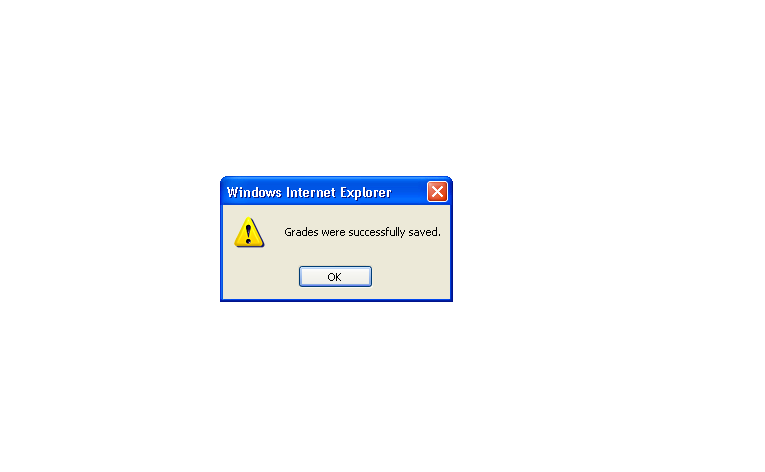 Windows Internet Explorer
Grades were successfully saved.
OK